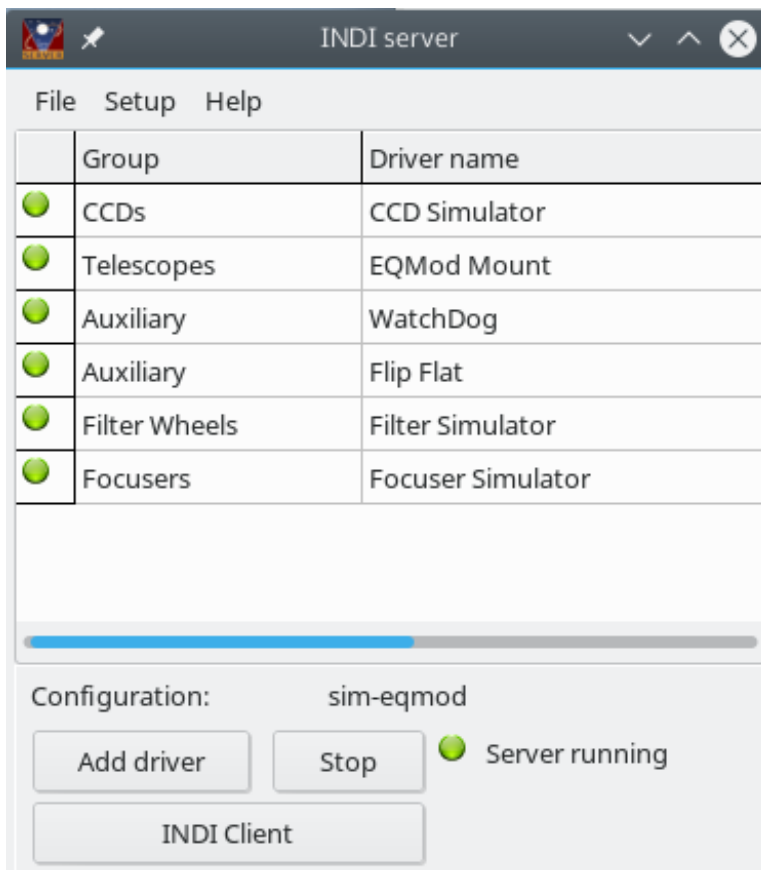 SERVER
INDI server
File Setup Help
Group Driver name
CCDs CCD Simulator
Telescopes EQMod Mount
Auxiliary WatchDog
Auxiliary Flip Flat
Filter Wheels Filter Simulator
Focusers Focuser Simulator
Configuration: sim-eqmod
Add driver Stop Server running
INDI Client